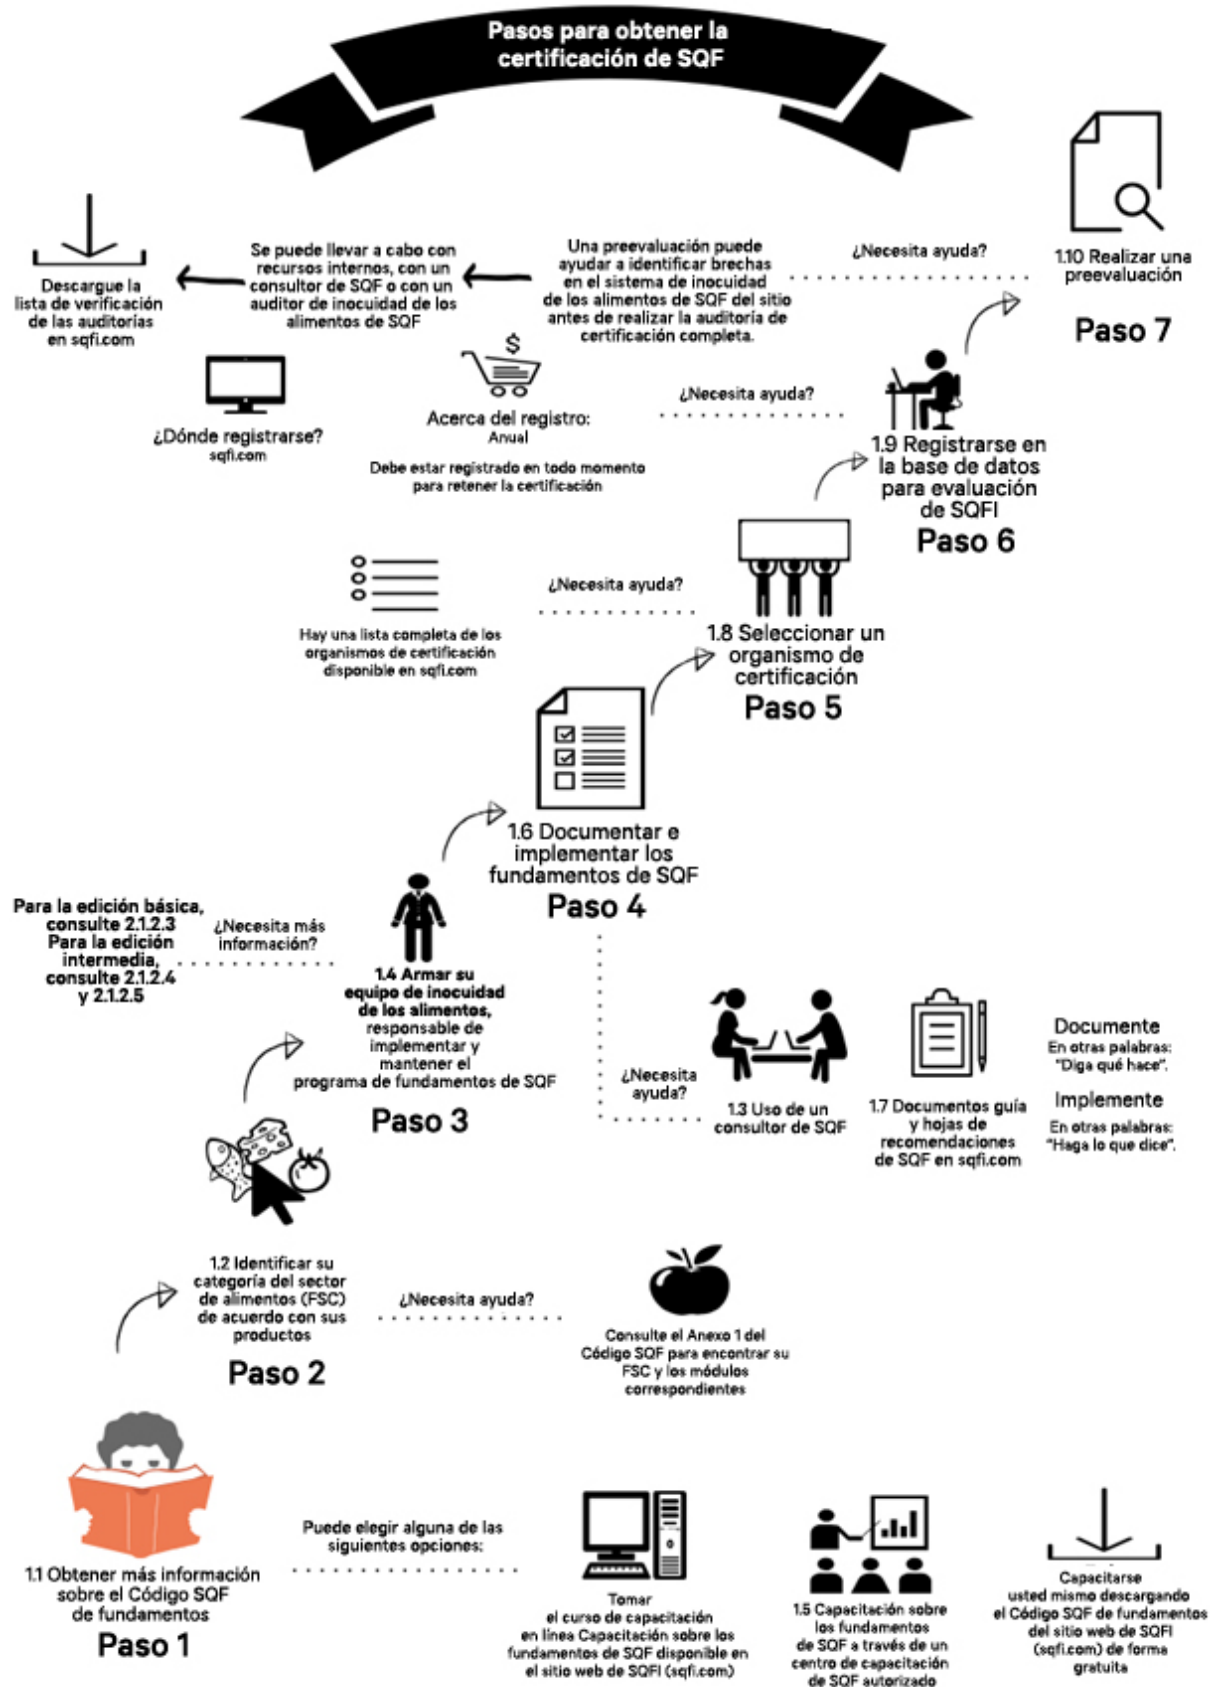 Pasos para obtener la
certificación de SQF
Descargue la
lista de verificación
de las auditorías
en sqfi.com
Se puede llevar a cabo con
recursos internos, con un
consultor de SQF o con un
auditor de inocuidad de los
alimentos de SQF
Una preevaluación puede
ayudar a identificar brechas
en el sistema de inocuidad
de los alimentos de SQF del sitio
antes de realizar la auditoría de
certificación completa.
¿Necesita ayuda?
1.10 Realizar una
preevaluación
Paso 7
¿Dónde registrarse?
sqfi.com
$
Acerca del registro:
Anual
Debe estar registrado en todo momento
para retener la certificación
¿Necesita ayuda?
1.9 Registrarse en
la base de datos
para evaluación
de SQFI
Paso 6
Hay una lista completa de los
organismos de certificación
disponible en sqfi.com
¿Necesita ayuda?
1.8 Seleccionar un
organismo de
certificación
Paso 5
1.6 Documentar e
implementar los
fundamentos de SQF
Paso 4
Para la edición básica,
consulte 2.1.2.3
Para la edición
intermedia,
consulte 2.1.2.4
y 2.1.2.5
¿Necesita más
información?
1.4 Armar su
equipo de inocuidad
de los alimentos,
responsable de
implementar y
mantener el
programa de fundamentos de SQF
Paso 3
¿Necesita
ayuda?
1.3 Uso de un
consultor de SQF
1.7 Documentos guía
y hojas de
recomendaciones
de SQF en sqfi.com
Documente
En otras palabras:
"Diga qué hace".
Implemente
En otras palabras:
"Haga lo que dice".
1.2 Identificar su
categoría del sector
de alimentos (FSC)
de acuerdo con sus
productos
Paso 2
¿Necesita ayuda?
Consulte el Anexo 1 del
Código SQF para encontrar su
FSC y los módulos
correspondientes
1.1 Obtener más información
sobre el Código SQF
de fundamentos
Paso 1
Puede elegir alguna de las
siguientes opciones:
Tomar
el curso de capacitación
en línea Capacitación sobre los
fundamentos de SQF disponible en
el sitio web de SQFI (sqfi.com)
1.5 Capacitación sobre
los fundamentos
de SQF a través de un
centro de capacitación
de SQF autorizado
Capacitarse
usted mismo descargando
el Código SQF de fundamentos
del sitio web de SQFI
(sqfi.com) de forma
gratuita